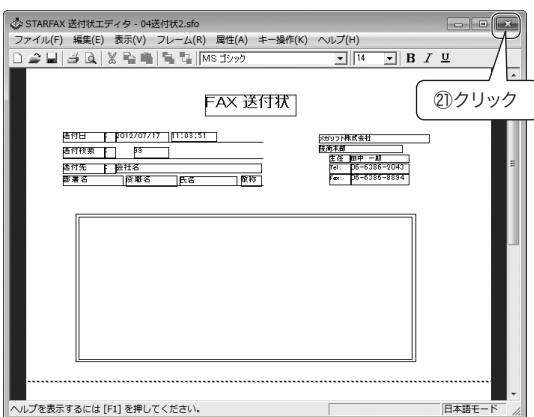 STARFAX 送付状エディタ - 04送付状2.sfo
ファイル(F) 編集(E) 表示(V) フレーム(R) 属性(A) キー操作(K) ヘルプ(H)
MS ゴシック 14 B I U
㉑クリック
FAX 送付状
送付日 : 2012/07/17 11:03:51
送付枚数 : 99
送付先 : 会社名
部署名 役職名 氏名 敬称
メガソフト株式会社
技術本部
主任 田中 一郎
Tel: 06-6386-2043
Fax: 06-6386-8894
ヘルプを表示するには [F1] を押してください。
日本語モード